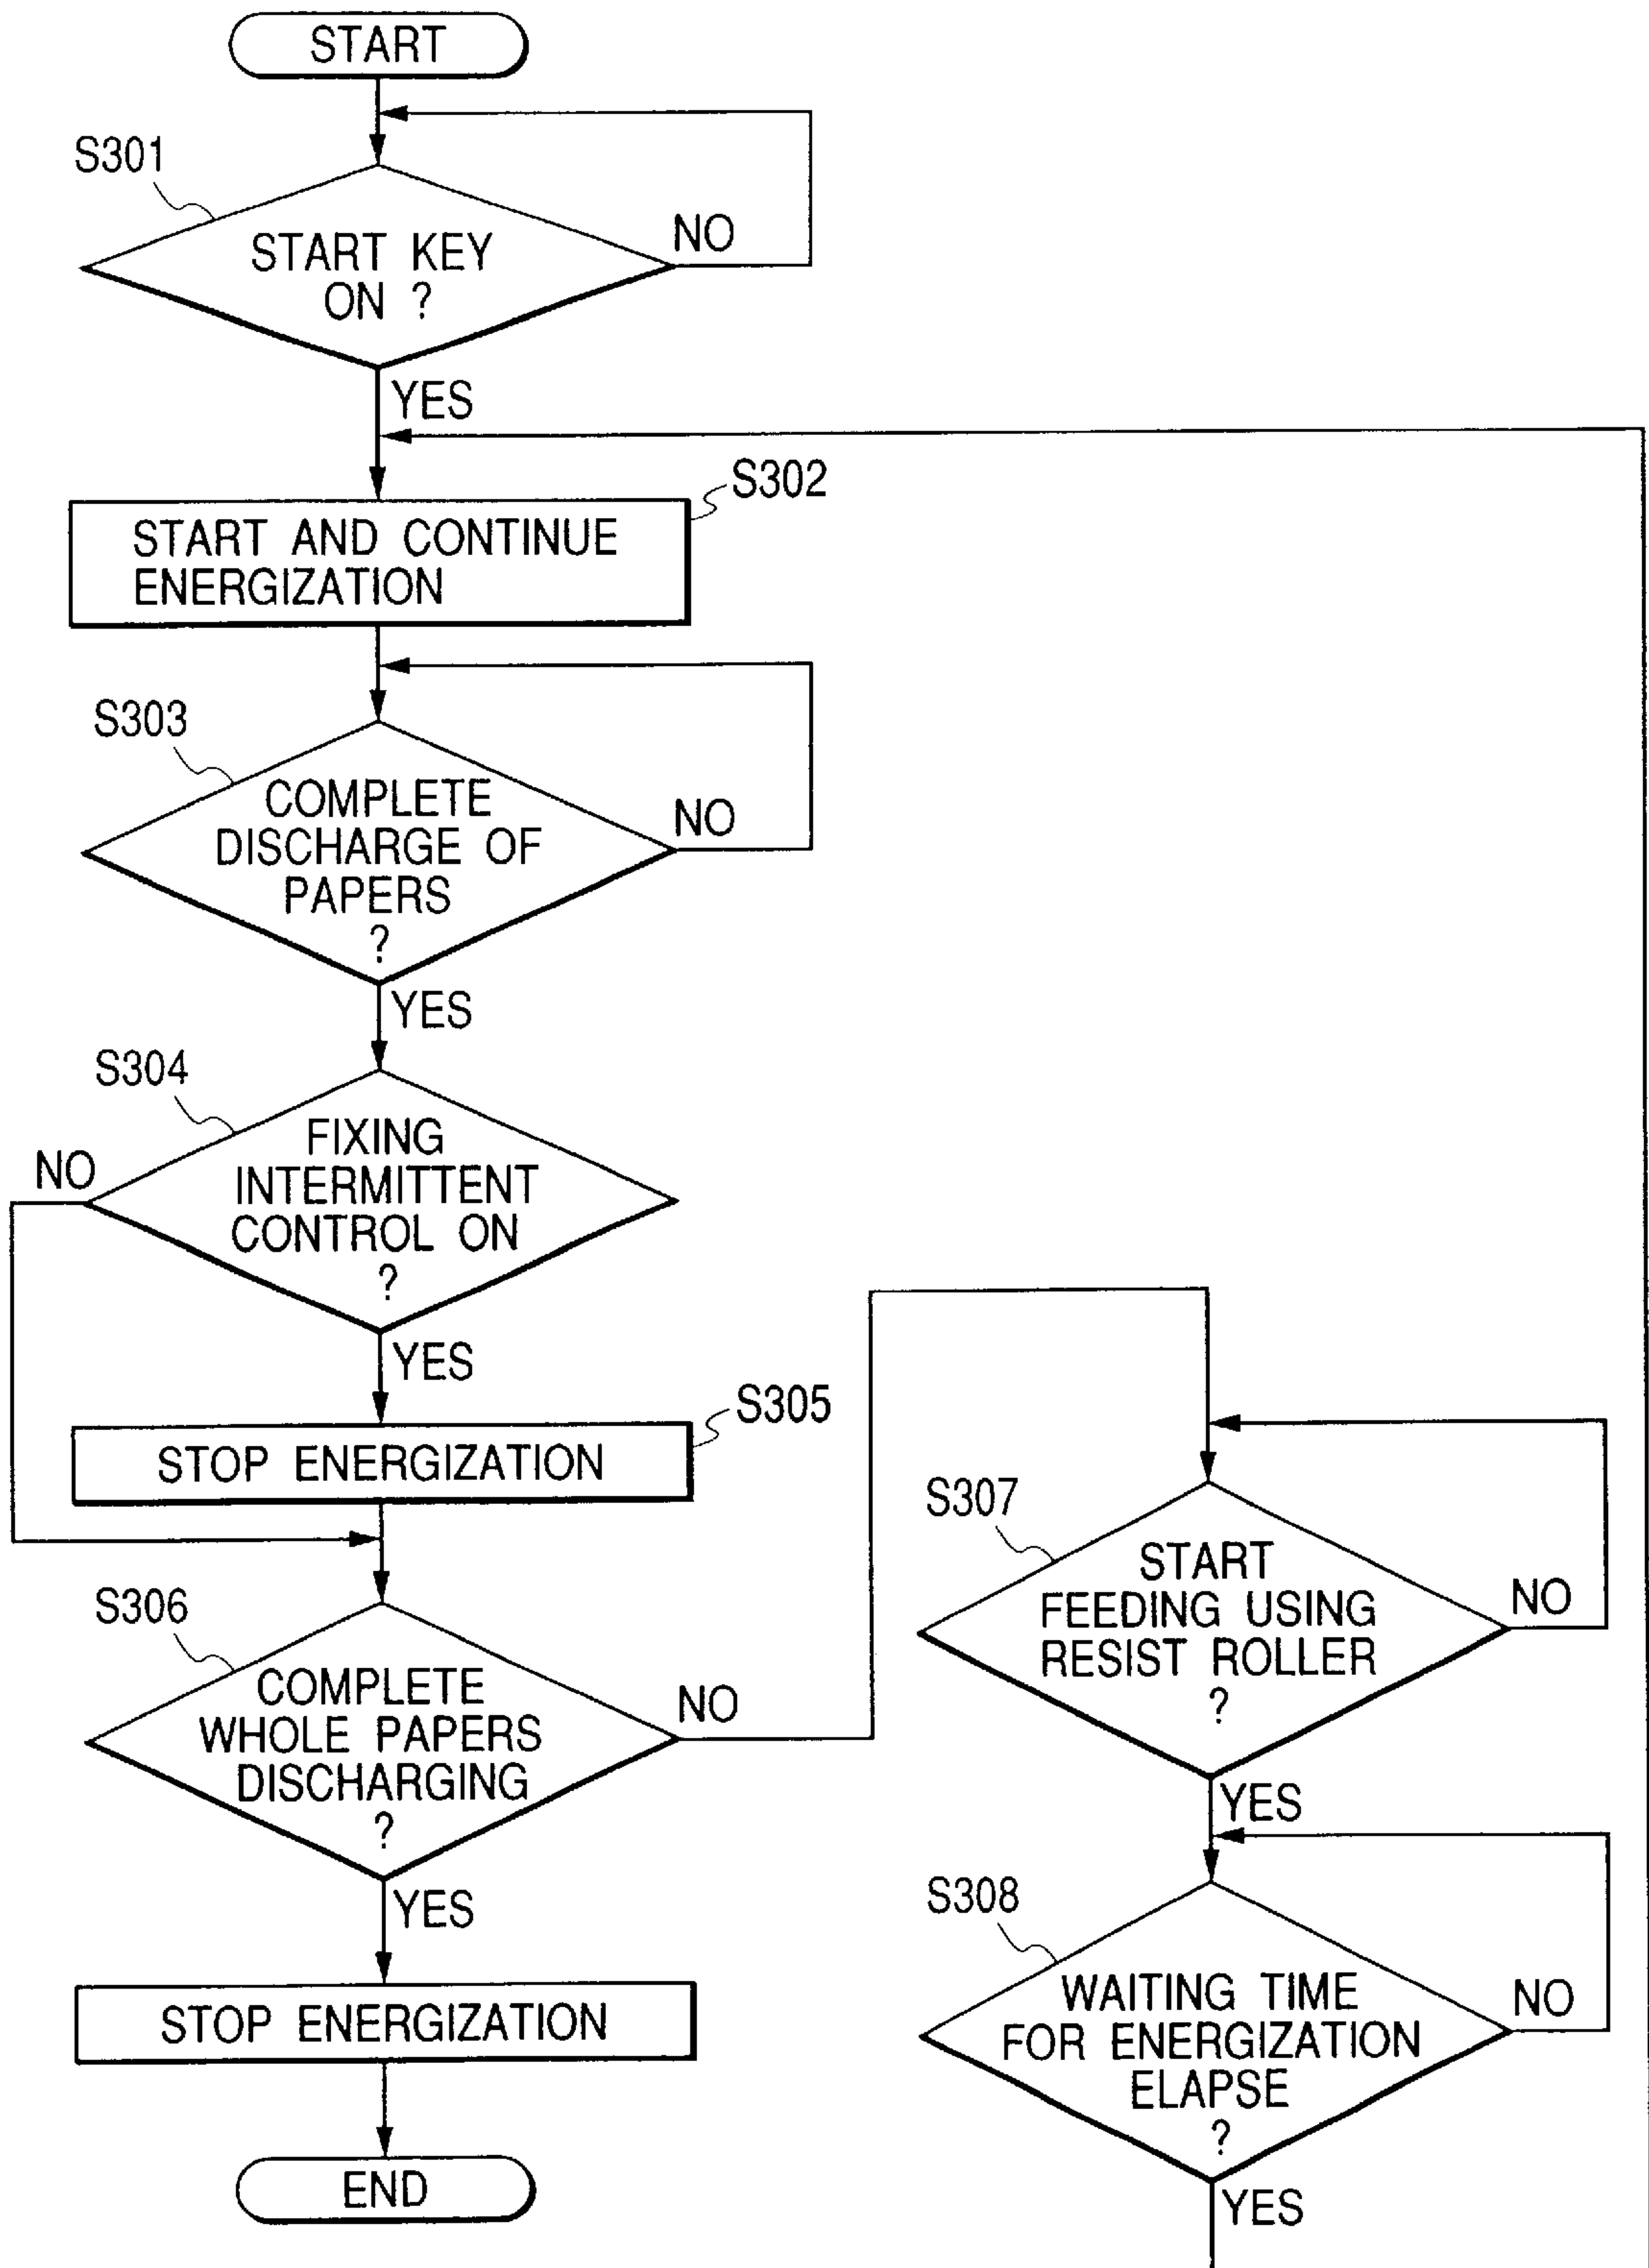 START
S301
START KEY
ON ?
NO
YES
S302
START AND CONTINUE
ENERGIZATION
S303
COMPLETE
DISCHARGE OF
PAPERS
?
NO
YES
S304
FIXING
INTERMITTENT
CONTROL ON
?
NO
YES
S305
STOP ENERGIZATION
S306
COMPLETE
WHOLE PAPERS
DISCHARGING
?
NO
YES
STOP ENERGIZATION
END
S307
START
FEEDING USING
RESIST ROLLER
?
NO
YES
S308
WAITING TIME
FOR ENERGIZATION
ELAPSE
?
NO
YES